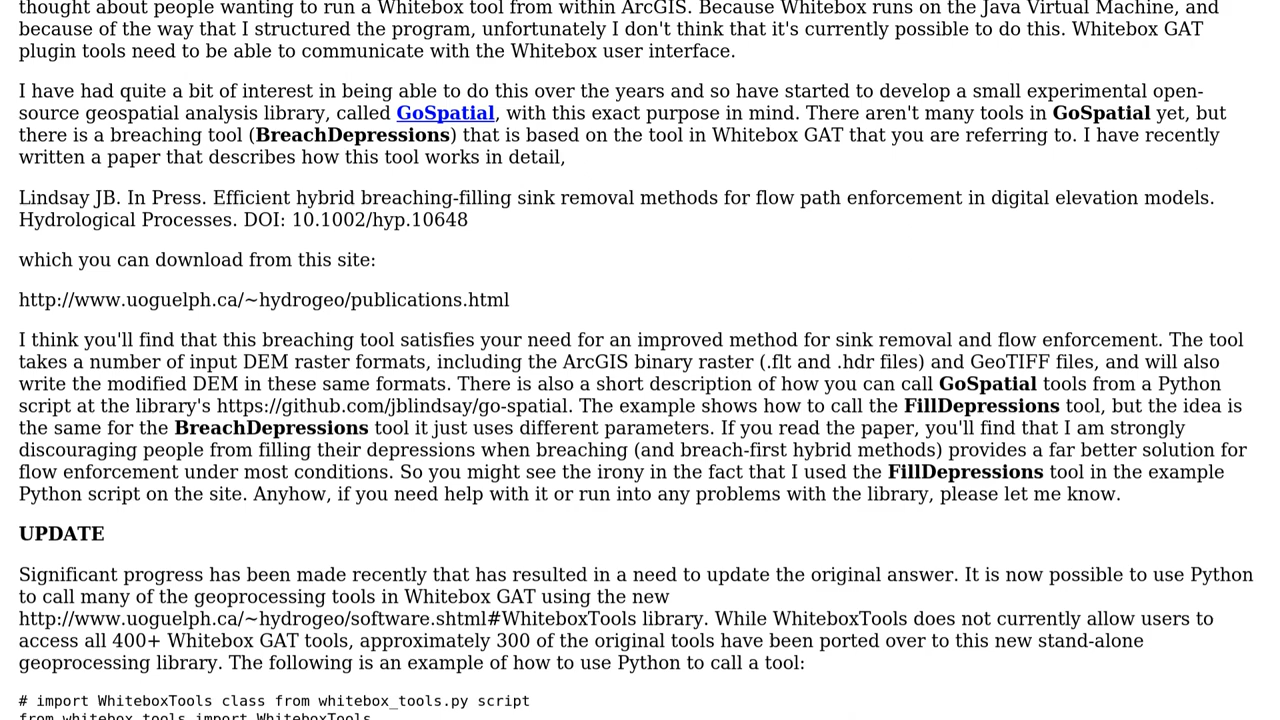 thought about people wanting to run a Whitebox tool from within ArcGIS. Because Whitebox runs on the Java Virtual Machine, and
because of the way that I structured the program, unfortunately I don't think that it's currently possible to do this. Whitebox GAT
plugin tools need to be able to communicate with the Whitebox user interface.
I have had quite a bit of interest in being able to do this over the years and so have started to develop a small experimental open-
source geospatial analysis library, called GoSpatial, with this exact purpose in mind. There aren't many tools in GoSpatial yet, but
there is a breaching tool (BreachDepressions) that is based on the tool in Whitebox GAT that you are referring to. I have recently
written a paper that describes how this tool works in detail,
Lindsay JB. In Press. Efficient hybrid breaching-filling sink removal methods for flow path enforcement in digital elevation models.
Hydrological Processes. DOI: 10.1002/hyp.10648
which you can download from this site:
http://www.uoguelph.ca/~hydrogeo/publications.html
I think you'll find that this breaching tool satisfies your need for an improved method for sink removal and flow enforcement. The tool
takes a number of input DEM raster formats, including the ArcGIS binary raster (.flt and .hdr files) and GeoTIFF files, and will also
write the modified DEM in these same formats. There is also a short description of how you can call GoSpatial tools from a Python
script at the library's https://github.com/jblindsay/go-spatial. The example shows how to call the FillDepressions tool, but the idea is
the same for the BreachDepressions tool it just uses different parameters. If you read the paper, you'll find that I am strongly
discouraging people from filling their depressions when breaching (and breach-first hybrid methods) provides a far better solution for
flow enforcement under most conditions. So you might see the irony in the fact that I used the FillDepressions tool in the example
Python script on the site. Anyhow, if you need help with it or run into any problems with the library, please let me know.
UPDATE
Significant progress has been made recently that has resulted in a need to update the original answer. It is now possible to use Python
to call many of the geoprocessing tools in Whitebox GAT using the new
http://www.uoguelph.ca/~hydrogeo/software.shtml#WhiteboxTools library. While WhiteboxTools does not currently allow users to
access all 400+ Whitebox GAT tools, approximately 300 of the original tools have been ported over to this new stand-alone
geoprocessing library. The following is an example of how to use Python to call a tool:
# import WhiteboxTools class from whitebox_tools.py script
from whitebox_tools import WhiteboxTools